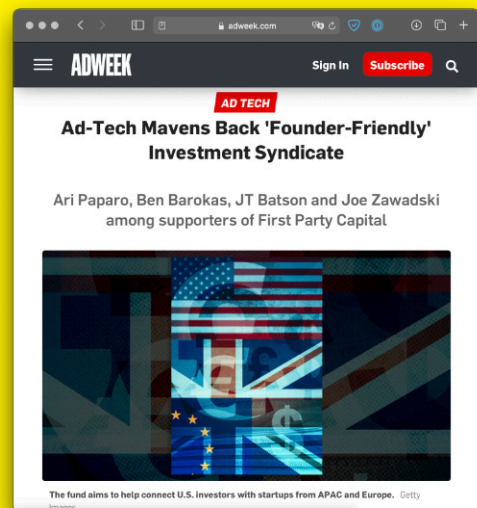 adweek.com
ADWEEK
Sign In
Subscribe
AD TECH
Ad-Tech Mavens Back 'Founder-Friendly'
Investment Syndicate
Ari Paparo, Ben Barokas, JT Batson and Joe Zawadski
among supporters of First Party Capital
The fund aims to help connect U.S. investors with startups from APAC and Europe. Getty
Images